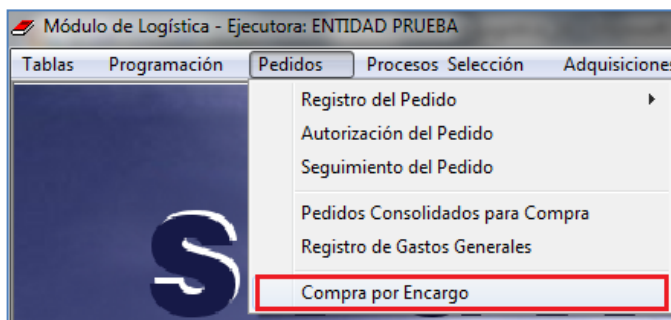 Módulo de Logística - Ejecutora: ENTIDAD PRUEBA
Tablas Programación Pedidos Procesos Selección Adquisiciones
Registro del Pedido
Autorización del Pedido
Seguimiento del Pedido
Pedidos Consolidados para Compra
Registro de Gastos Generales
Compra por Encargo
S